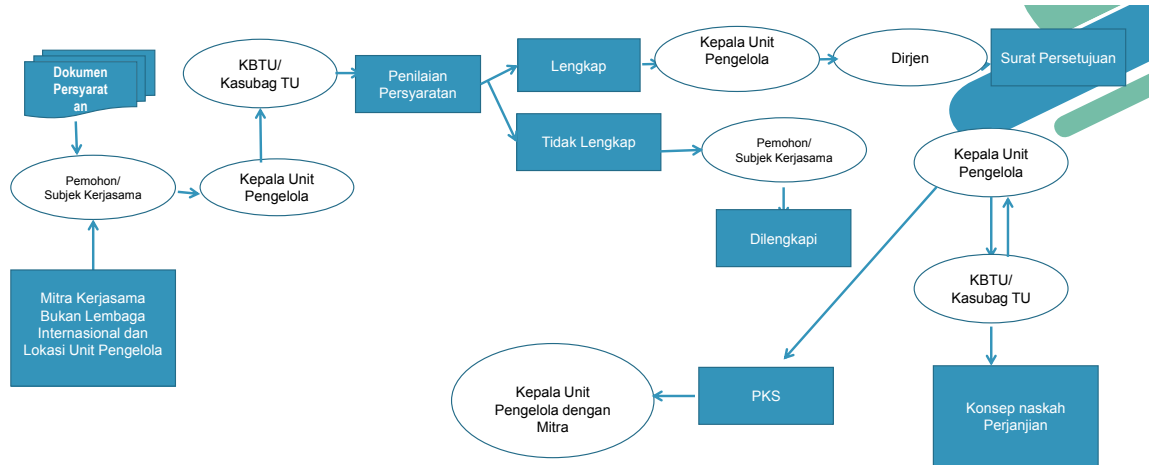 Dokumen
Persyarat
an
KBTU/
Kasubag TU
Penilaian
Persyaratan
Lengkap
Kepala Unit
Pengelola
Dirjen
Surat Persetujuan
Tidak Lengkap
Pemohon/
Subjek Kerjasama
Kepala Unit
Pengelola
Pemohon/
Subjek Kerjasama
Kepala Unit
Pengelola
Dilengkapi
Mitra Kerjasama
Bukan Lembaga
Internasional dan
Lokasi Unit Pengelola
KBTU/
Kasubag TU
Kepala Unit
Pengelola dengan
Mitra
PKS
Konsep naskah
Perjanjian